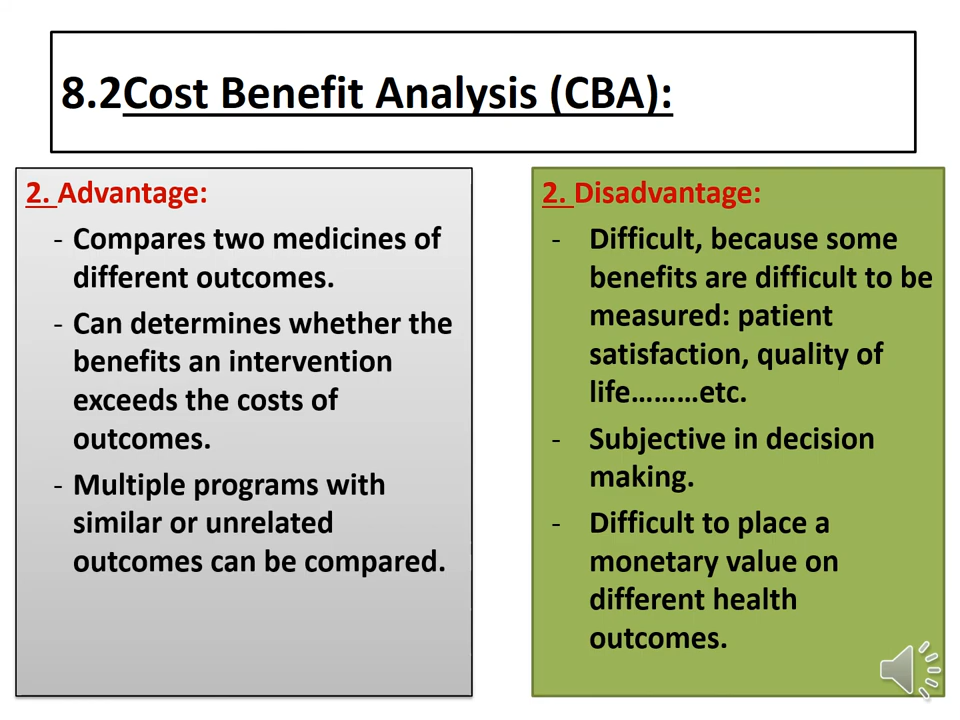 8.2Cost Benefit Analysis (CBA):
2. Advantage:
- Compares two medicines of
different outcomes.
- Can determines whether the
benefits an intervention
exceeds the costs of
outcomes.
- Multiple programs with
similar or unrelated
outcomes can be compared.
2. Disadvantage:
- Difficult, because some
benefits are difficult to be
measured: patient
satisfaction, quality of
life………etc.
- Subjective in decision
making.
- Difficult to place a
monetary value on
different health
outcomes.